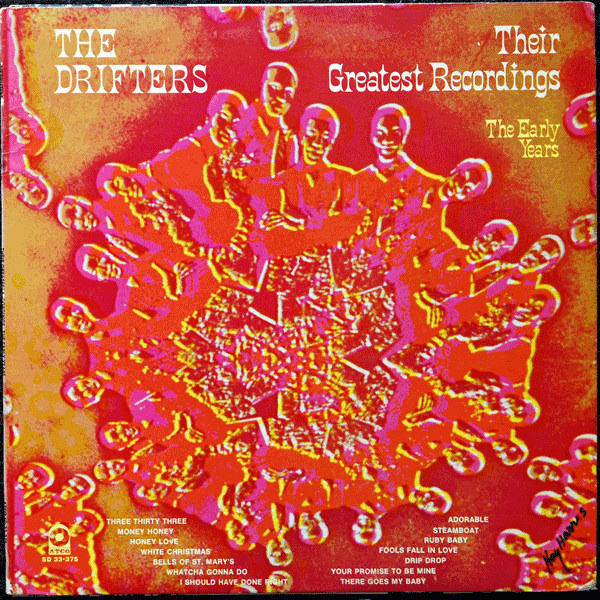 THE
DRIFTERS
Their
Greatest Recordings
The Early
Years
THREE THIRTY THREE
MONEY HONEY
HONEY LOVE
WHITE CHRISTMAS
BELLS OF ST. MARY'S
WHATCHA GONNA DO
I SHOULD HAVE DONE RIGHT
ADORABLE
STEAMBOAT
RUBY BABY
FOOLS FALL IN LOVE
DRIP DROP
YOUR PROMISE TO BE MINE
THERE GOES MY BABY
ATCO
SD 33-375